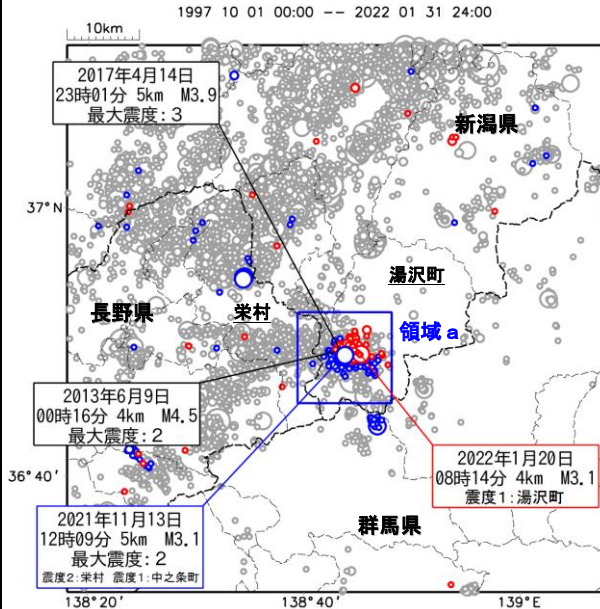 1997 10 01 00:00 -- 2022 01 31 24:00
10km
2017年4月14日
23時01分 5km M3.9
最大震度:3
新潟県
37°N
湯沢町
長野県
栄村
領域a
2013年6月9日
00時16分 4km M4.5
最大震度:2
2022年1月20日
08時14分 4km M3.1
震度1:湯沢町
36°40'
2021年11月13日
12時09分 5km M3.1
最大震度:2
震度2:栄村 震度1:中之条町
群馬県
138°20'
138°40'
139°E